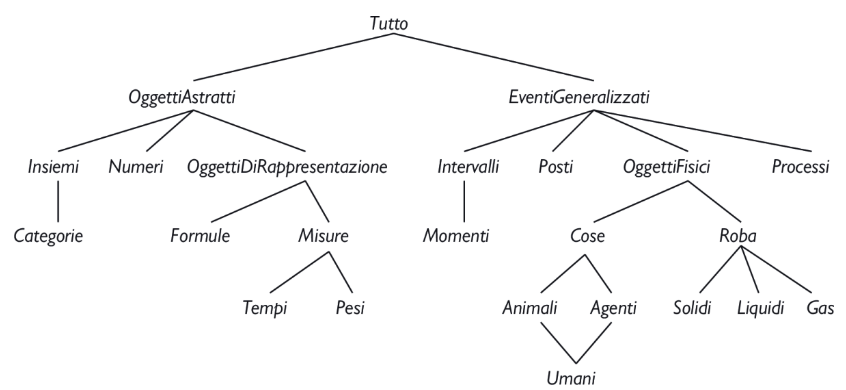 Tutto
OggettiAstratti EventiGeneralizzati
Insiemi Numeri OggettiDiRappresentazione Intervalli Posti OggettiFisici Processi
Categorie Formule Misure Momenti Cose Roba
Tempi Pesi Animali Agenti Solidi Liquidi Gas
Umani